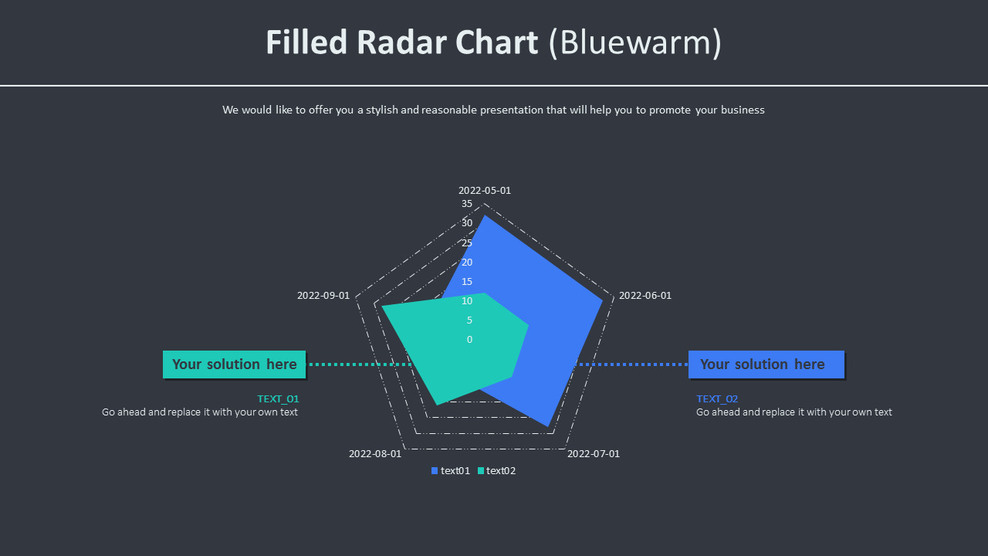 Filled Radar Chart (Bluewarm)
We would like to offer you a stylish and reasonable presentation that will help you to promote your business
2022-05-01
35
30
25
20
15
10
5
0
2022-09-01
2022-06-01
Your solution here
Your solution here
TEXT_01
Go ahead and replace it with your own text
TEXT_02
Go ahead and replace it with your own text
2022-08-01
2022-07-01
text01 text02